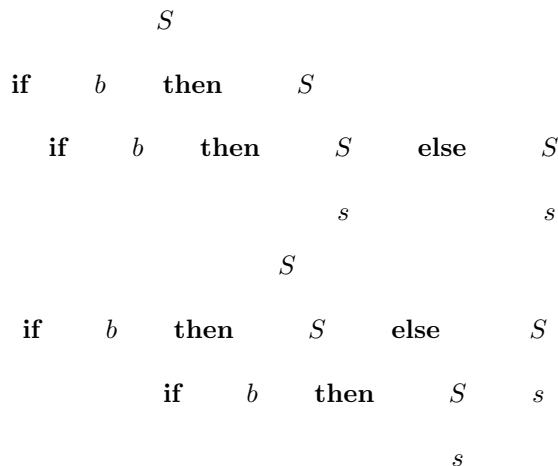 S
if b then S
if b then S else S
s s
S
if b then S else S
if b then S s
s